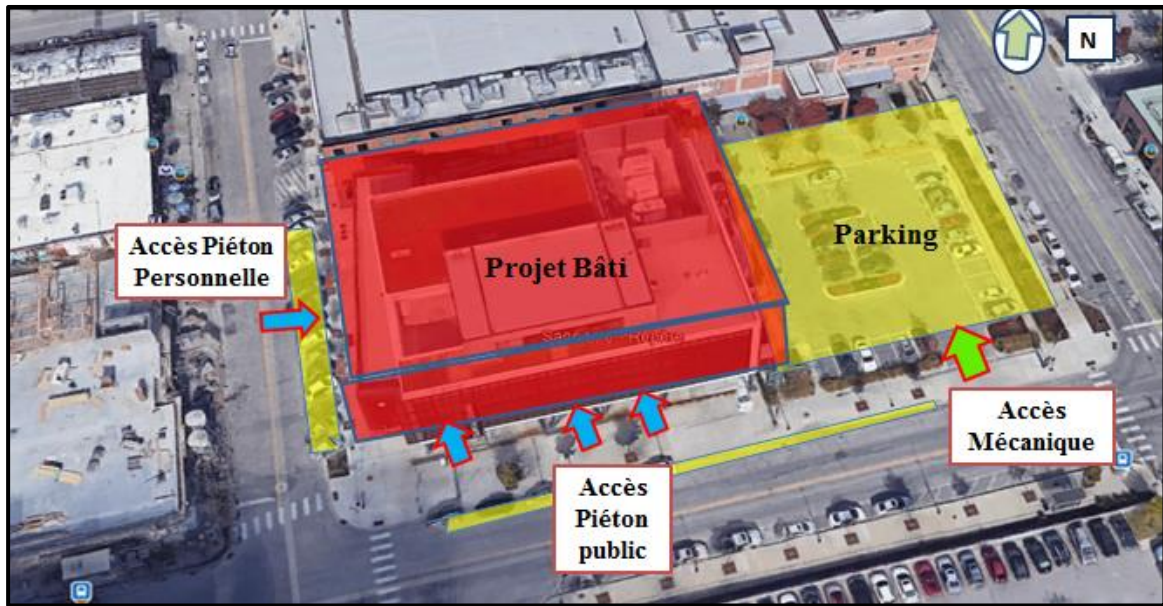 N
Accès Piéton
Personnelle
Projet Bâti
Parking
Accès
Mécanique
Accès
Piéton
public